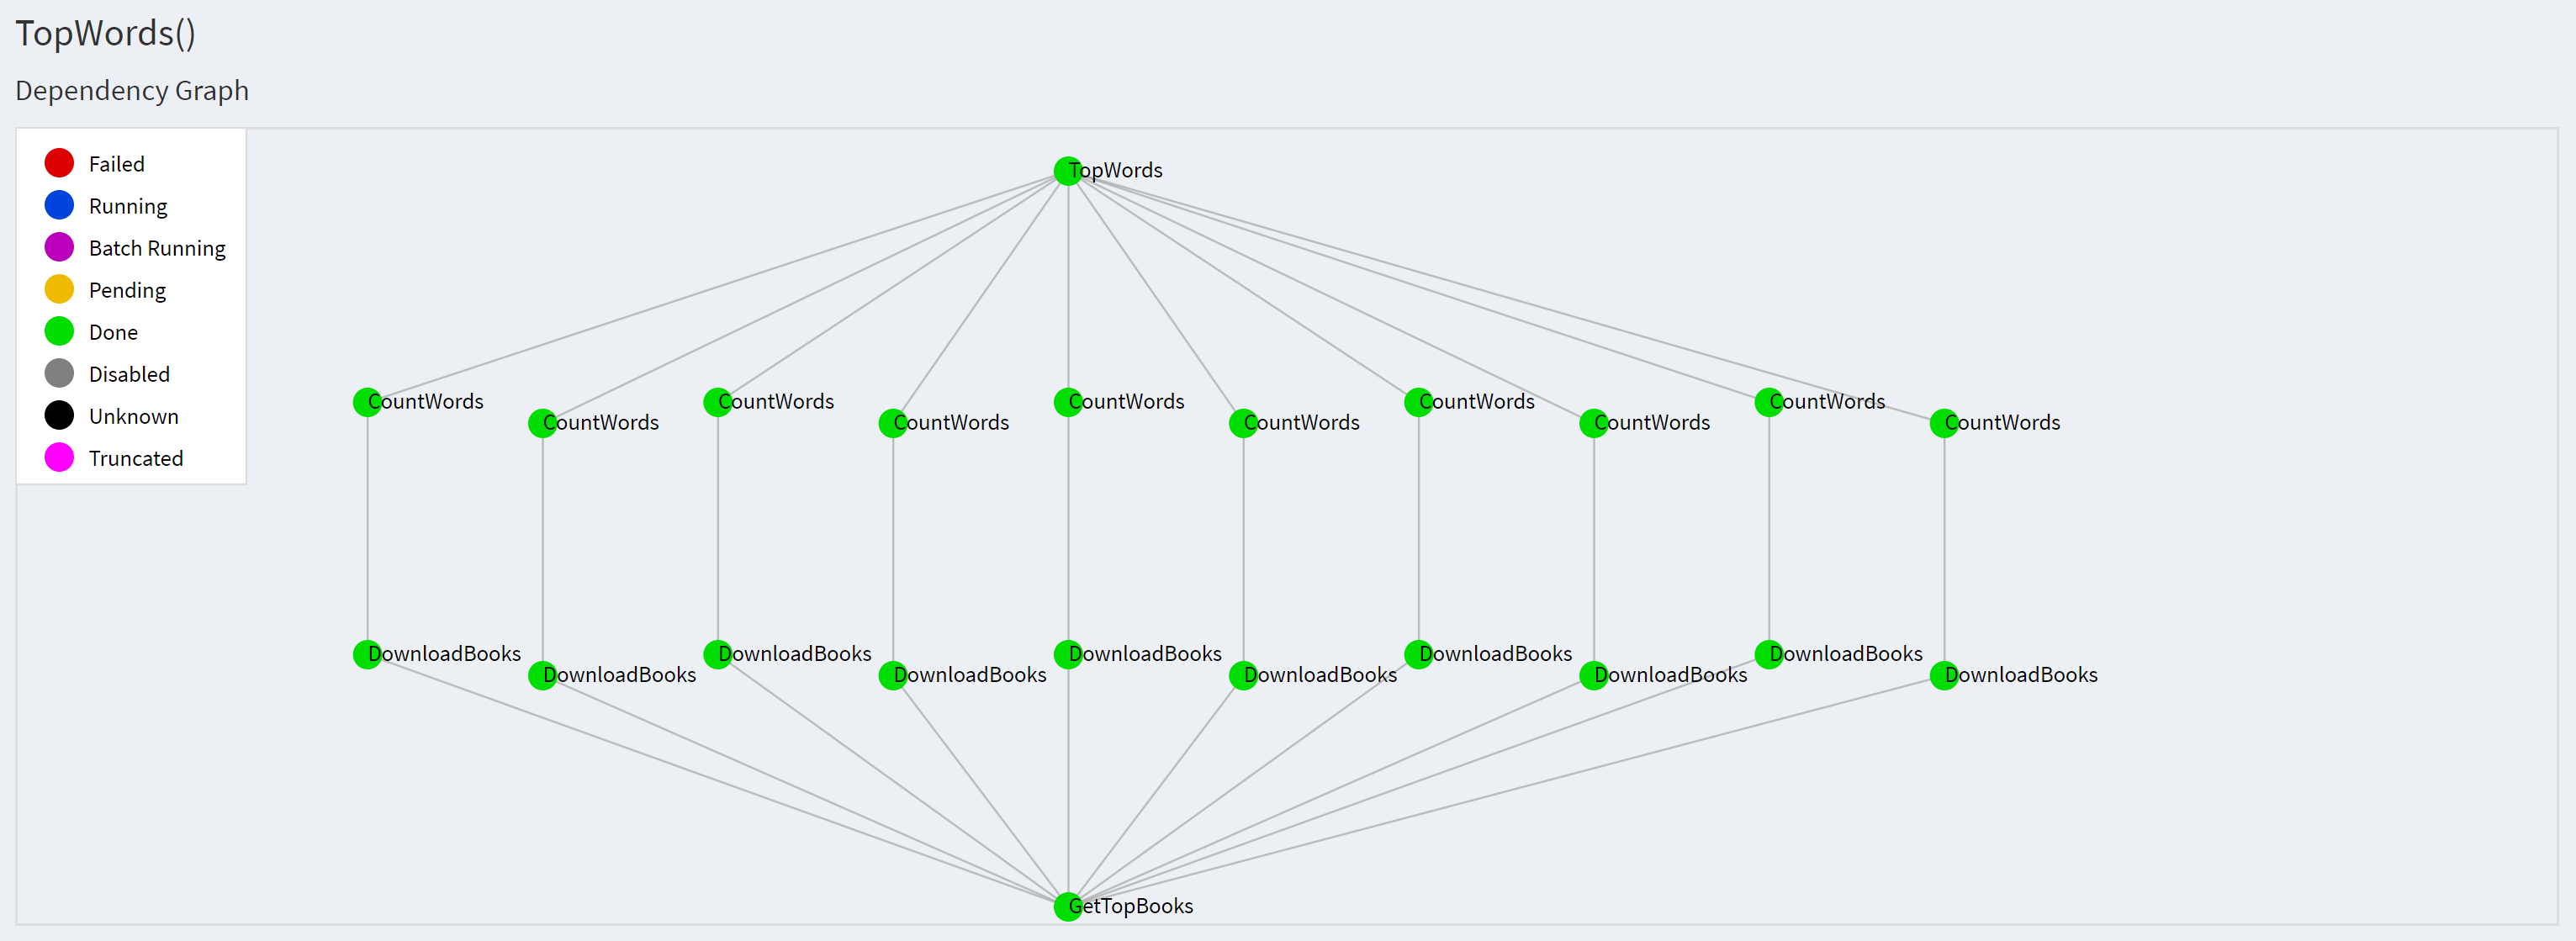 TopWords()
Dependency Graph
Failed
Running
Batch Running
Pending
Done
Disabled
Unknown
Truncated
TopWords
CountWords
CountWords
CountWords
CountWords
CountWords
CountWords
CountWords
CountWords
CountWords
CountWords
DownloadBooks
DownloadBooks
DownloadBooks
DownloadBooks
DownloadBooks
DownloadBooks
DownloadBooks
DownloadBooks
DownloadBooks
DownloadBooks
GetTopBooks